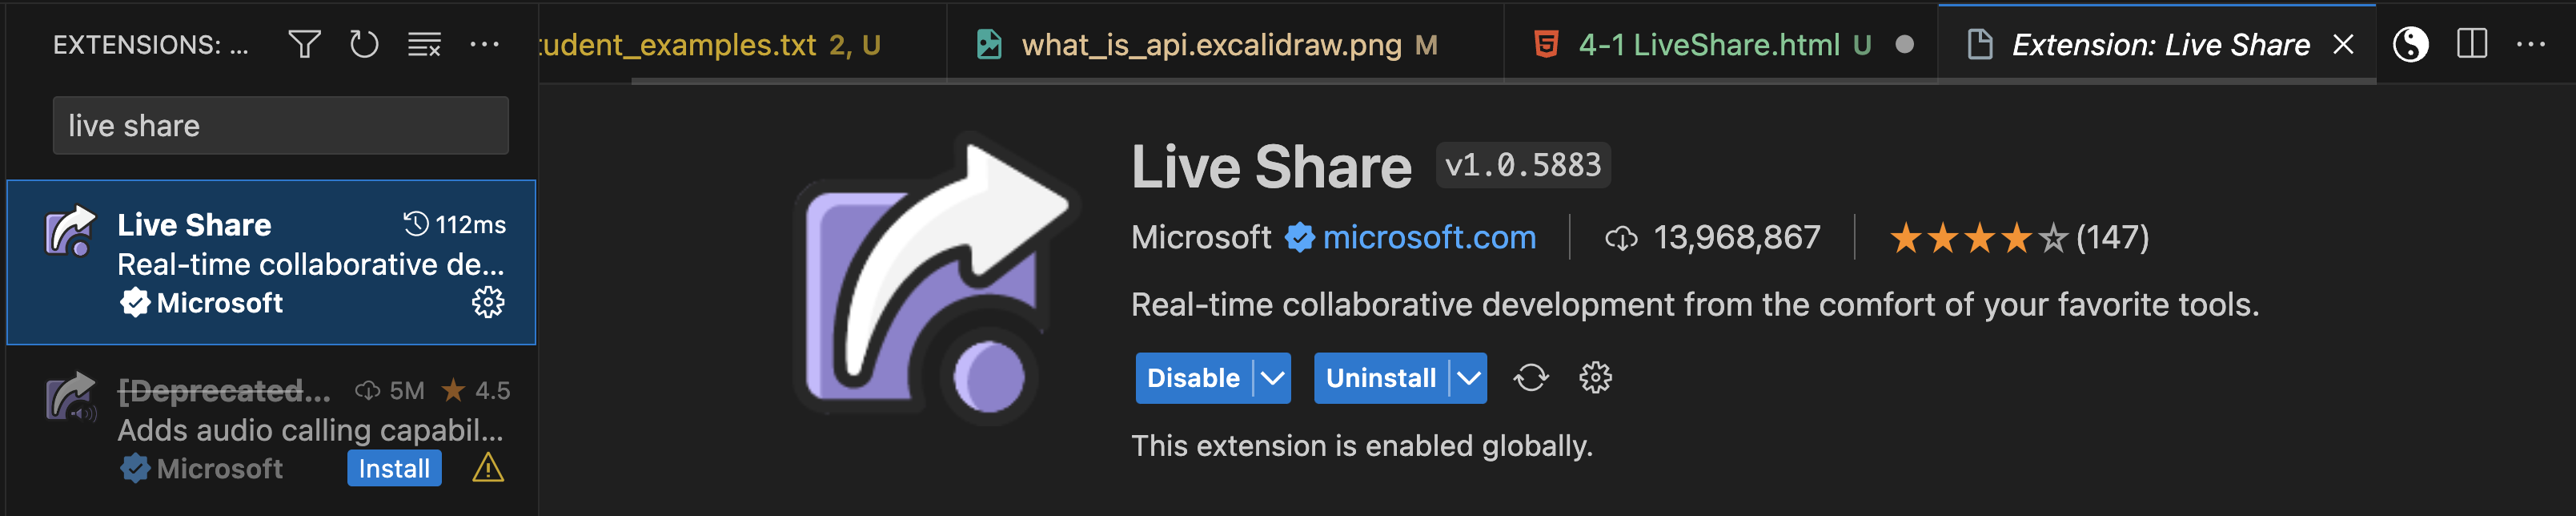 EXTENSIONS: ...
live share
Live Share 112ms
Real-time collaborative de...
Microsoft
[Deprecated... 5M 4.5
Adds audio calling capabil...
Microsoft Install
tudent_examples.txt 2, U
what_is_api.excalidraw.png M
4-1 LiveShare.html U
Extension: Live Share
Live Share v1.0.5883
Microsoft microsoft.com 13,968,867 (147)
Real-time collaborative development from the comfort of your favorite tools.
Disable Uninstall
This extension is enabled globally.